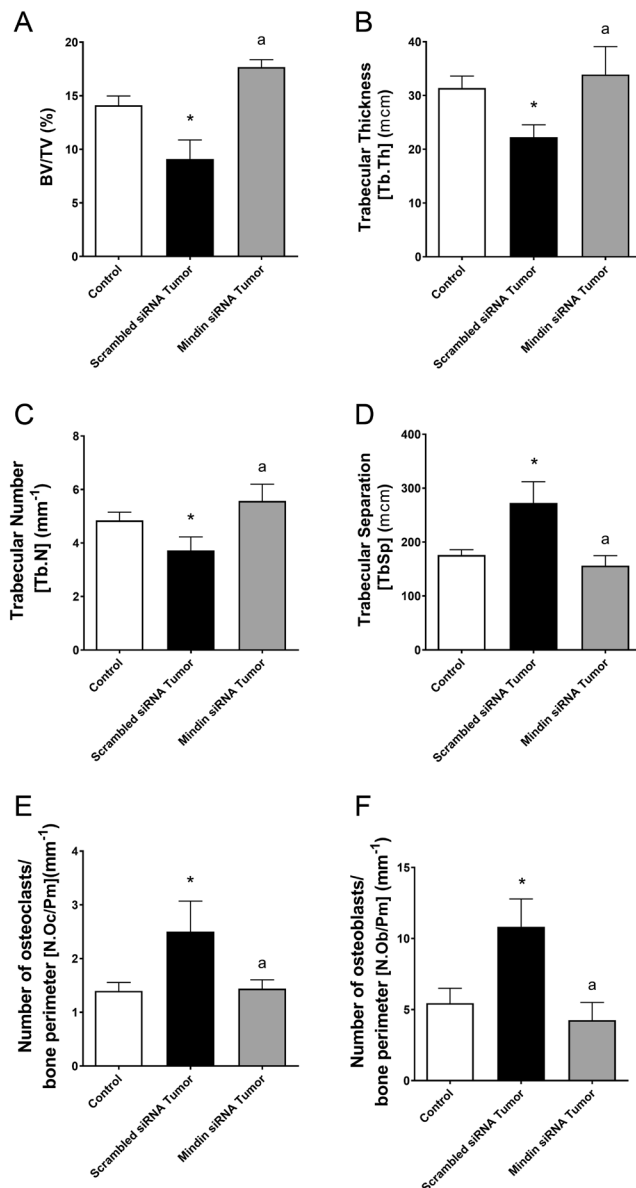 A
BV/TV (%)
20
15
10
5
0
*
a
Control
Scrambled siRNA Tumor
Mindin siRNA Tumor
B
Trabecular Thickness
[Tb.Th] (mcm)
40
30
20
10
0
*
a
Control
Scrambled siRNA Tumor
Mindin siRNA Tumor
C
Trabecular Number
[Tb.N] (mm⁻¹)
8
6
4
2
0
*
a
Control
Scrambled siRNA Tumor
Mindin siRNA Tumor
D
Trabecular Separation
[TbSp] (mcm)
400
300
200
100
0
*
a
Control
Scrambled siRNA Tumor
Mindin siRNA Tumor
E
Number of osteoclasts/
bone perimeter [N.Oc/Pm](mm⁻¹)
4
3
2
1
0
*
a
Control
Scrambled siRNA Tumor
Mindin siRNA Tumor
F
Number of osteoblasts/
bone perimeter [N.Ob/Pm] (mm⁻¹)
15
10
5
0
*
a
Control
Scrambled siRNA Tumor
Mindin siRNA Tumor